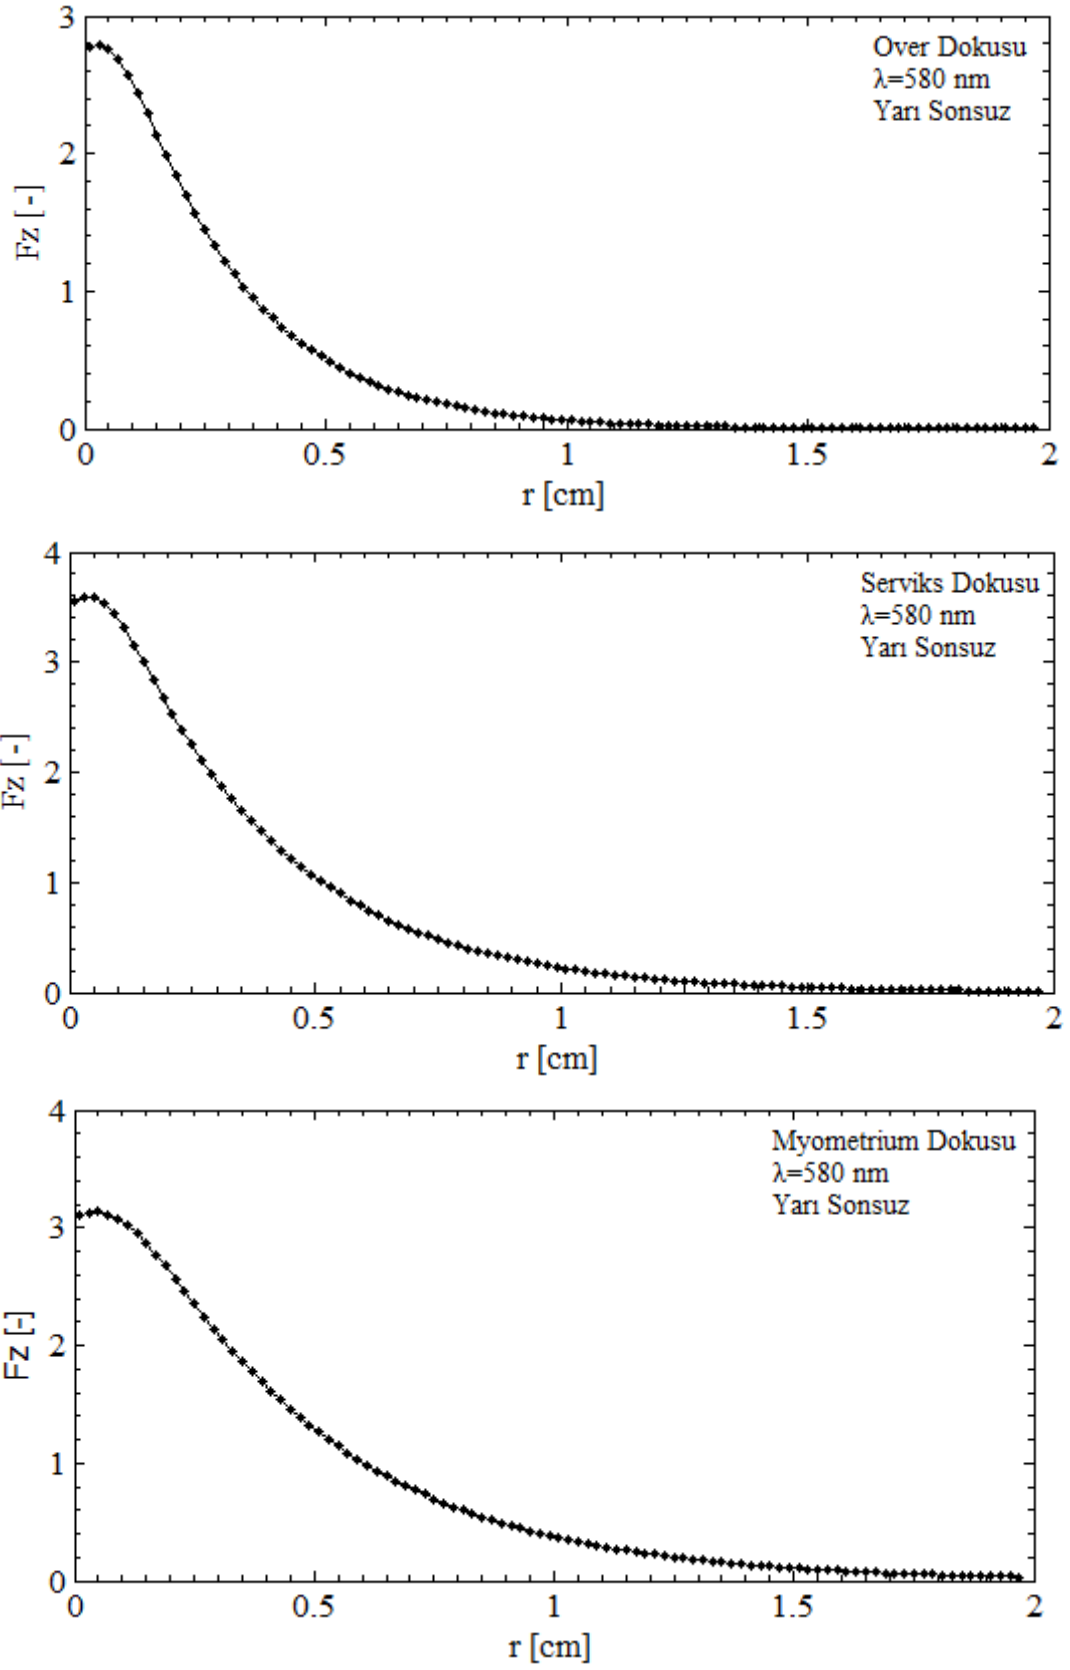 3
Over Dokusu
λ=580 nm
Yarı Sonsuz
2
Fz [-]
1
0
0 0.5 1 1.5 2
r [cm]
4
Serviks Dokusu
λ=580 nm
Yarı Sonsuz
3
Fz [-]
2
1
0
0 0.5 1 1.5 2
r [cm]
4
Myometrium Dokusu
λ=580 nm
Yarı Sonsuz
3
Fz [-]
2
1
0
0 0.5 1 1.5 2
r [cm]